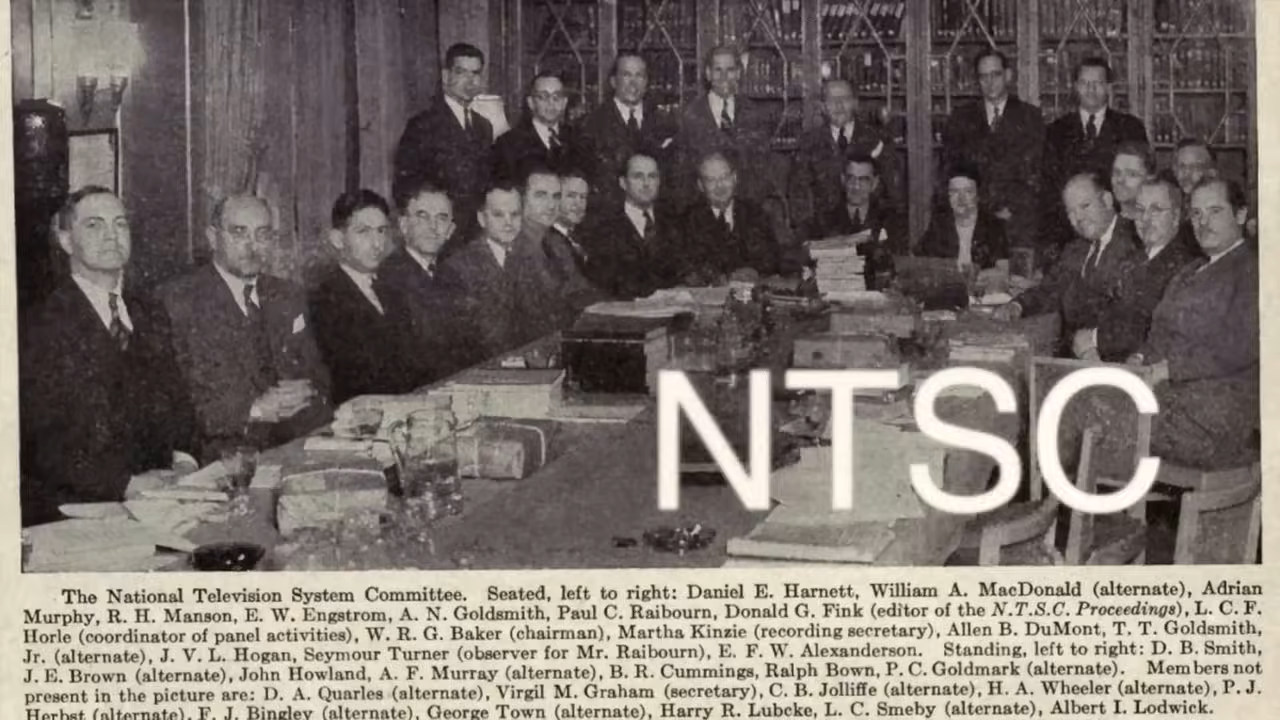 NTSC
The National Television System Committee. Seated, left to right: Daniel E. Harnett, William A. MacDonald (alternate), Adrian
Murphy, R. H. Manson, E. W. Engstrom, A. N. Goldsmith, Paul C. Raibourn, Donald G. Fink (editor of the N.T.S.C. Proceedings), L. C. F.
Horle (coordinator of panel activities), W. R. G. Baker (chairman), Martha Kinzie (recording secretary), Allen B. DuMont, T. T. Goldsmith,
Jr. (alternate), J. V. L. Hogan, Seymour Turner (observer for Mr. Raibourn), E. F. W. Alexanderson. Standing, left to right: D. B. Smith,
J. E. Brown (alternate), John Howland, A. F. Murray (alternate), B. R. Cummings, Ralph Bown, P. C. Goldmark (alternate). Members not
present in the picture are: D. A. Quarles (alternate), Virgil M. Graham (secretary), C. B. Jolliffe (alternate), H. A. Wheeler (alternate), P. J.
Herbst (alternate), F. J. Bingley (alternate), George Town (alternate), Harry R. Lubcke, L. C. Smeby (alternate), Albert I. Lodwick.